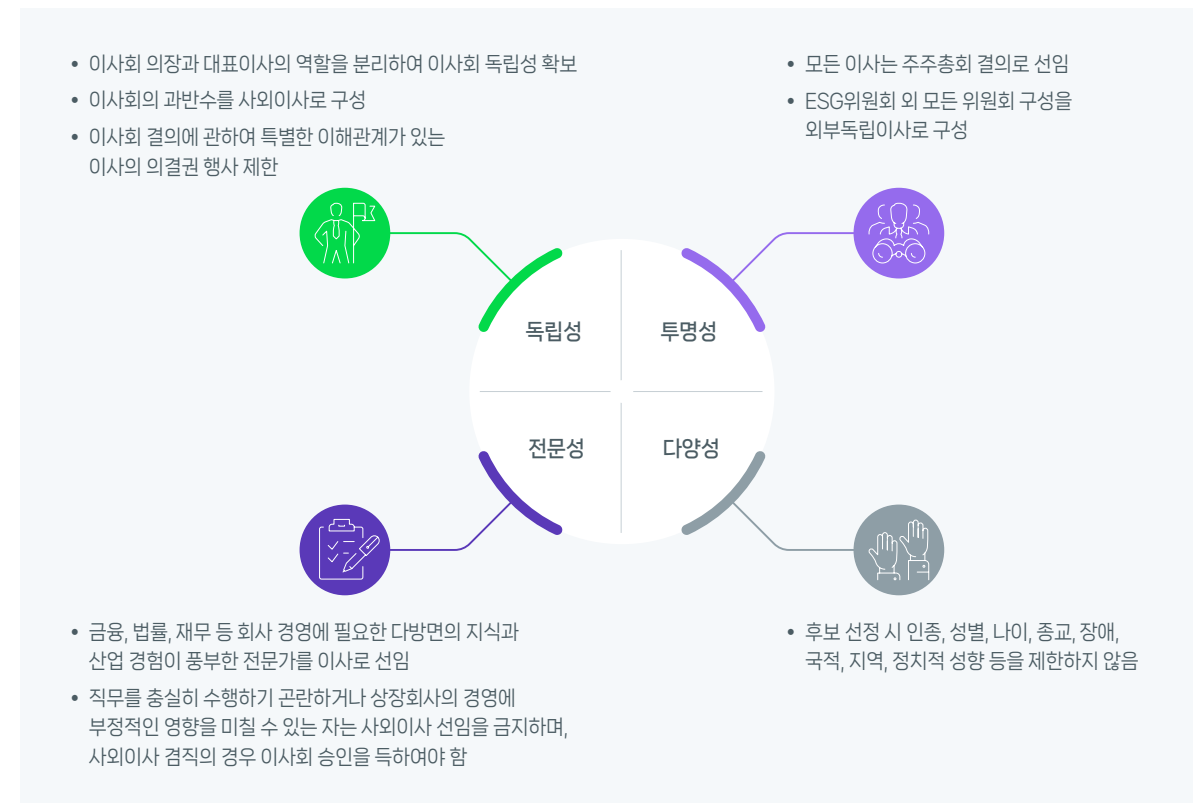 • 이사회 의장과 대표이사의 역할을 분리하여 이사회 독립성 확보
• 이사회의 과반수를 사외이사로 구성
• 이사회 결의에 관하여 특별한 이해관계가 있는
이사의 의결권 행사 제한
• 모든 이사는 주주총회 결의로 선임
• ESG위원회 외 모든 위원회 구성을
외부독립이사로 구성
독립성
투명성
전문성
다양성
• 금융, 법률, 재무 등 회사 경영에 필요한 다방면의 지식과
산업 경험이 풍부한 전문가를 이사로 선임
• 직무를 충실히 수행하기 곤란하거나 상장회사의 경영에
부정적인 영향을 미칠 수 있는 자는 사외이사 선임을 금지하며,
사외이사 겸직의 경우 이사회 승인을 득하여야 함
• 후보 선정 시 인종, 성별, 나이, 종교, 장애,
국적, 지역, 정치적 성향 등을 제한하지 않음